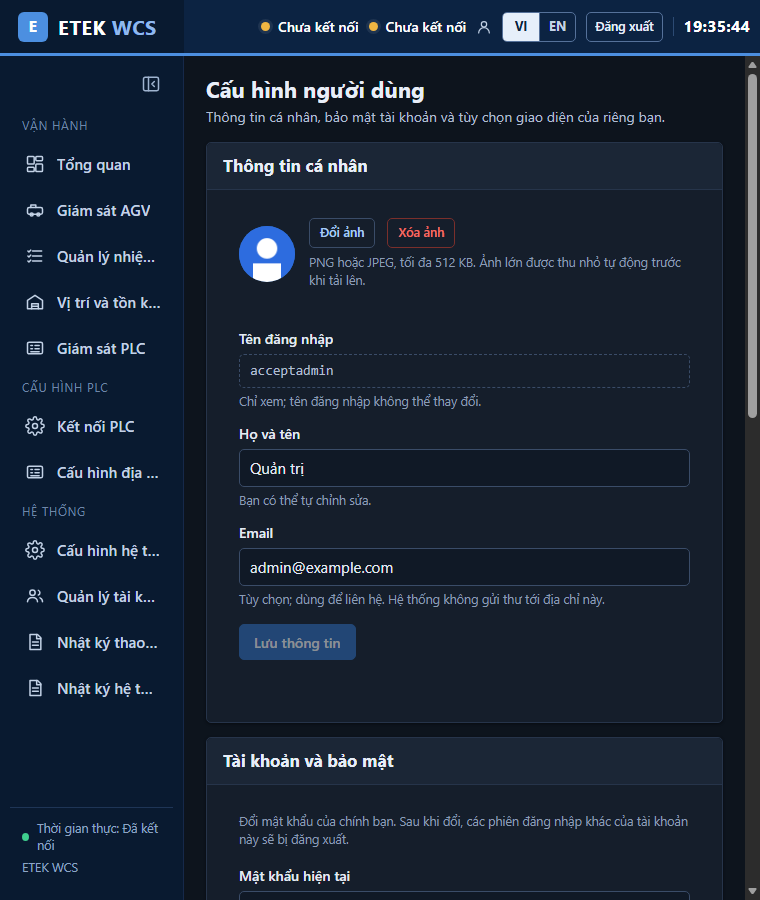 E ETEK WCS
Chưa kết nối Chưa kết nối VI EN Đăng xuất 19:35:44
VẬN HÀNH
Tổng quan
Giám sát AGV
Quản lý nhiệ...
Vị trí và tồn k...
Giám sát PLC
CẤU HÌNH PLC
Kết nối PLC
Cấu hình địa ...
HỆ THỐNG
Cấu hình hệ t...
Quản lý tài k...
Nhật ký thao...
Nhật ký hệ t...
Thời gian thực: Đã kết
nối
ETEK WCS
Cấu hình người dùng
Thông tin cá nhân, bảo mật tài khoản và tùy chọn giao diện của riêng bạn.
Thông tin cá nhân
Đổi ảnh Xóa ảnh
PNG hoặc JPEG, tối đa 512 KB. Ảnh lớn được thu nhỏ tự động trước
khi tải lên.
Tên đăng nhập
acceptadmin
Chỉ xem; tên đăng nhập không thể thay đổi.
Họ và tên
Quản trị
Bạn có thể tự chỉnh sửa.
Email
admin@example.com
Tùy chọn; dùng để liên hệ. Hệ thống không gửi thư tới địa chỉ này.
Lưu thông tin
Tài khoản và bảo mật
Đổi mật khẩu của chính bạn. Sau khi đổi, các phiên đăng nhập khác của tài khoản
này sẽ bị đăng xuất.
Mật khẩu hiện tại